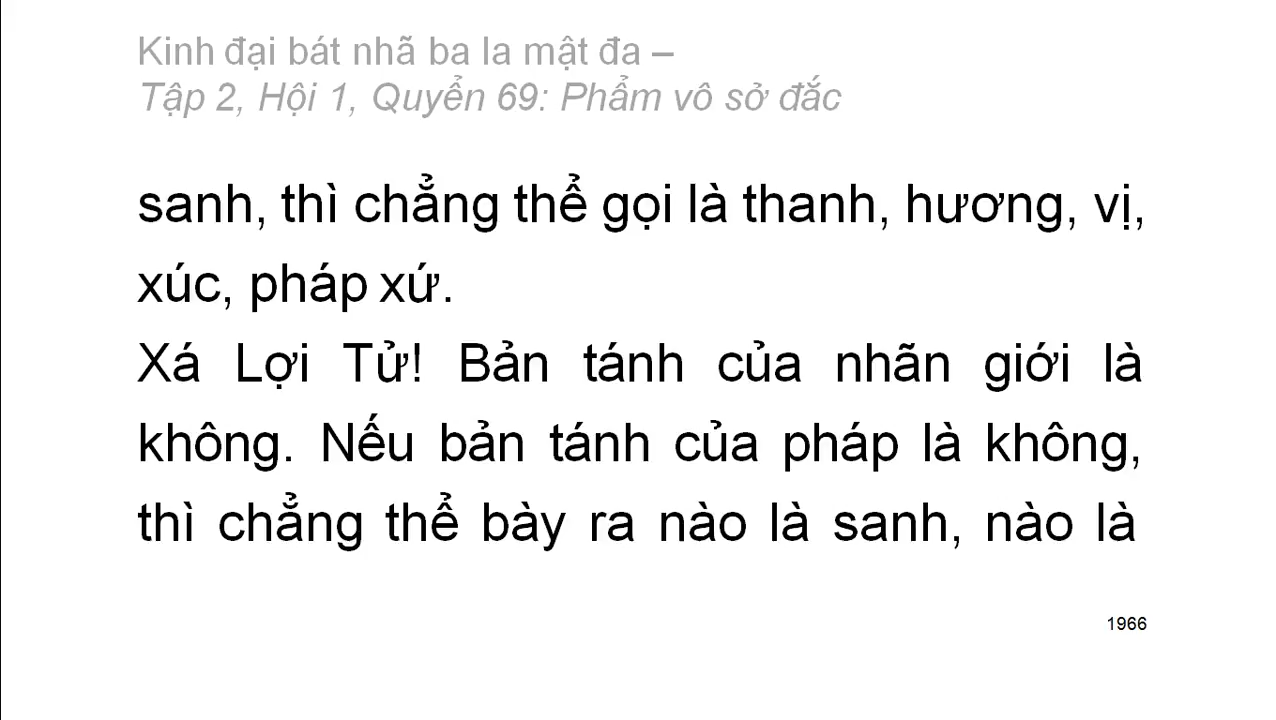 Kinh đại bát nhã ba la mật đa –
Tập 2, Hội 1, Quyển 69: Phẩm vô sở đắc
sanh, thì chẳng thể gọi là thanh, hương, vị,
xúc, pháp xứ.
Xá Lợi Tử! Bản tánh của nhãn giới là
không. Nếu bản tánh của pháp là không,
thì chẳng thể bày ra nào là sanh, nào là
1966